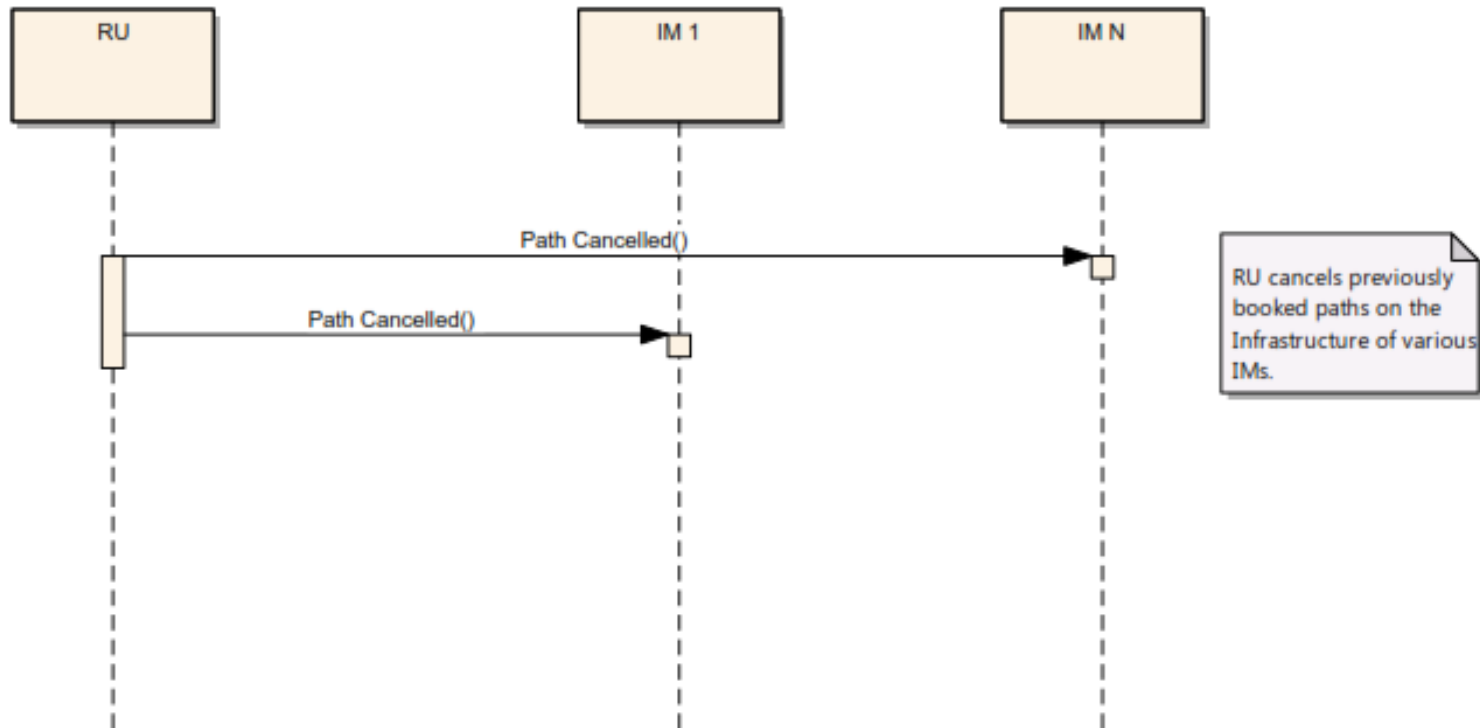 RU
IM 1
IM N
Path Cancelled()
Path Cancelled()
RU cancels previously
booked paths on the
Infrastructure of various
IMs.